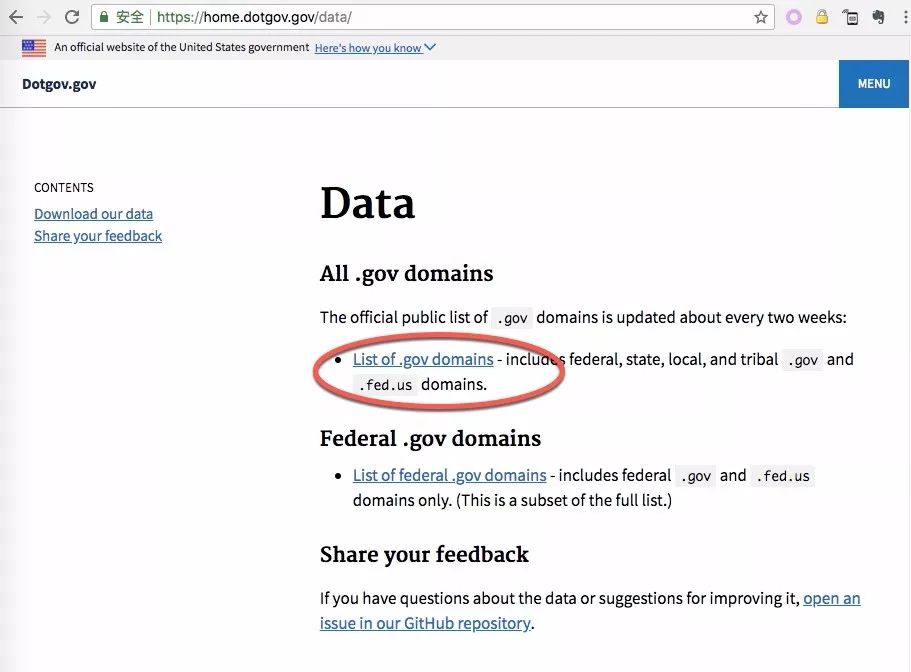 安全 https://home.dotgov.gov/data/
An official website of the United States government Here's how you know
Dotgov.gov
MENU
CONTENTS
Download our data
Share your feedback
Data
All .gov domains
The official public list of .gov domains is updated about every two weeks:
• List of .gov domains - includes federal, state, local, and tribal .gov and
.fed.us domains.
Federal .gov domains
• List of federal .gov domains - includes federal .gov and .fed.us
domains only. (This is a subset of the full list.)
Share your feedback
If you have questions about the data or suggestions for improving it, open an
issue in our GitHub repository.